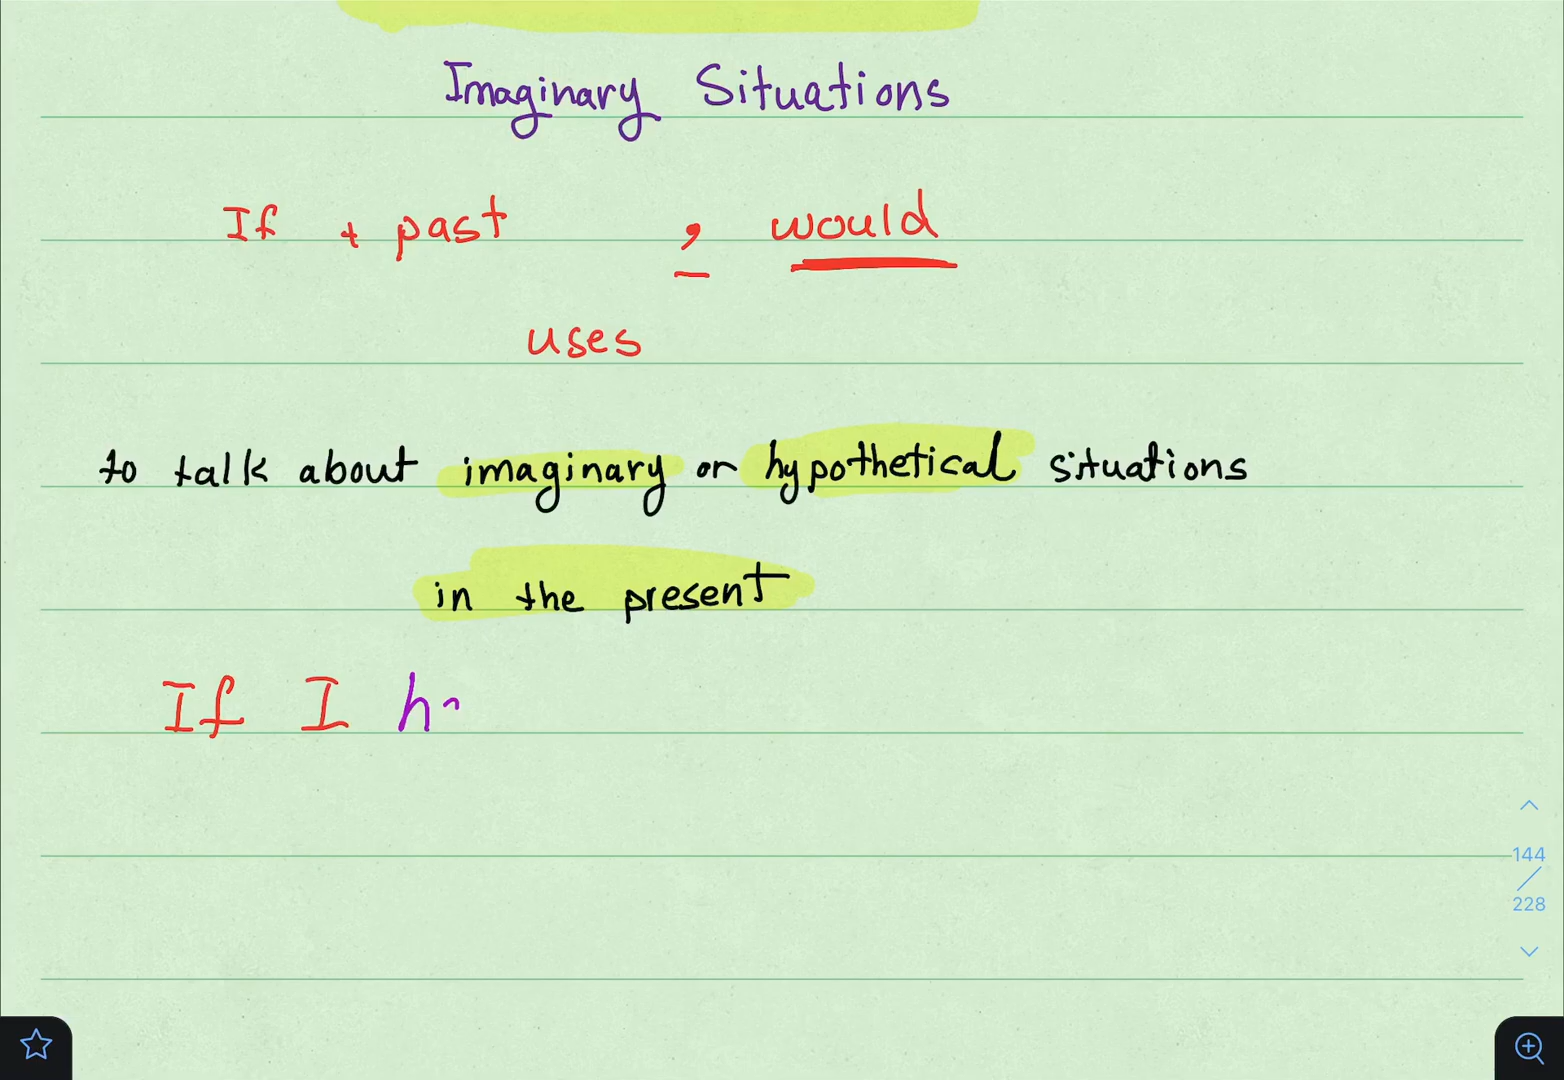 Imaginary Situations
If + past , would
uses
to talk about imaginary or hypothetical situations
in the present
If I
144
228